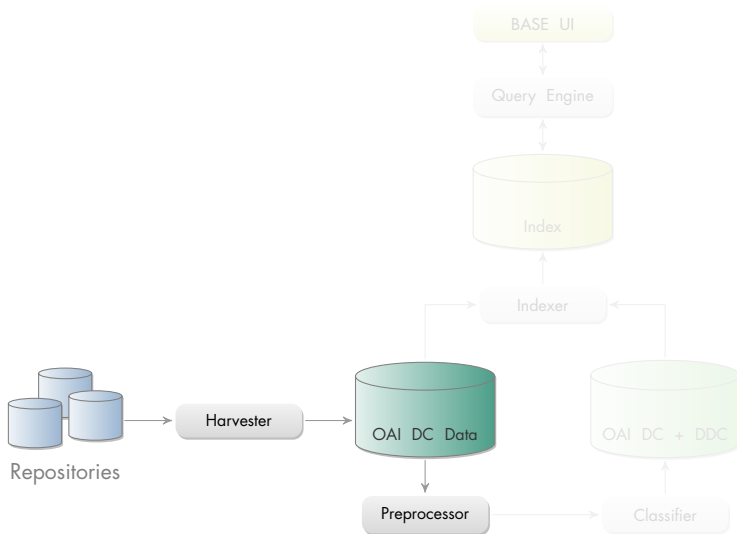 BASE UI
Query Engine
Index
Indexer
Harvester
OAI DC Data
OAI DC + DDC
Repositories
Preprocessor
Classifier